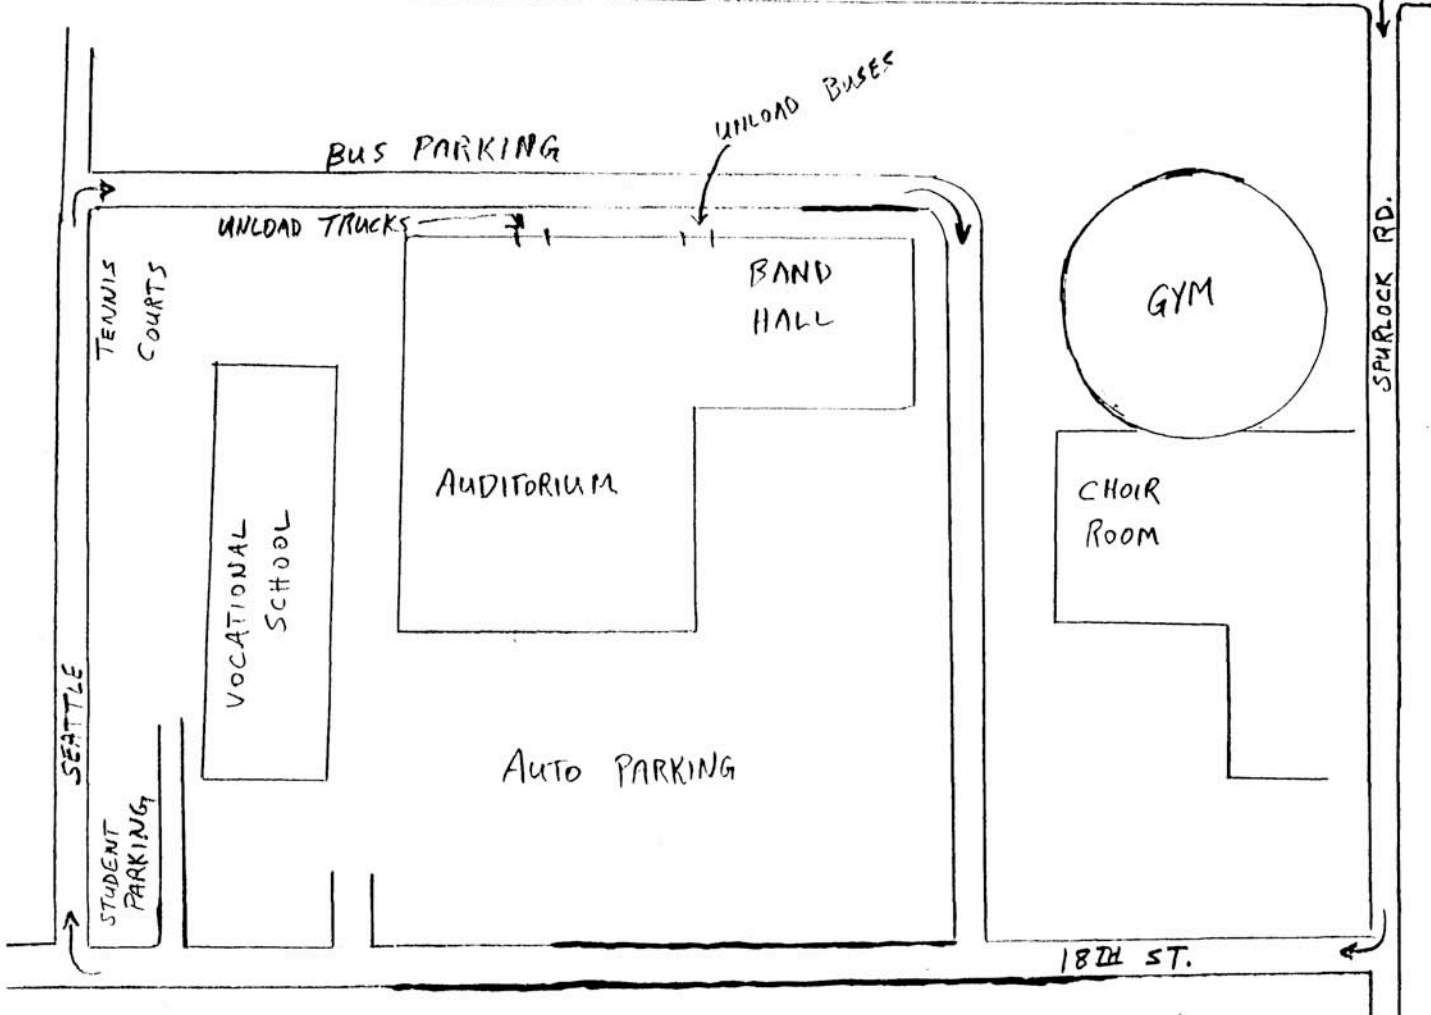 UNLOAD BUSES
BUS PARKING
UNLOAD TRUCKS
TENNIS
COURTS
BAND
HALL
GYM
SPURLOCK RD.
AUDITORIUM
CHOIR
ROOM
VOCATIONAL
SCHOOL
SEATTLE
AUTO PARKING
STUDENT
PARKING
18TH ST.